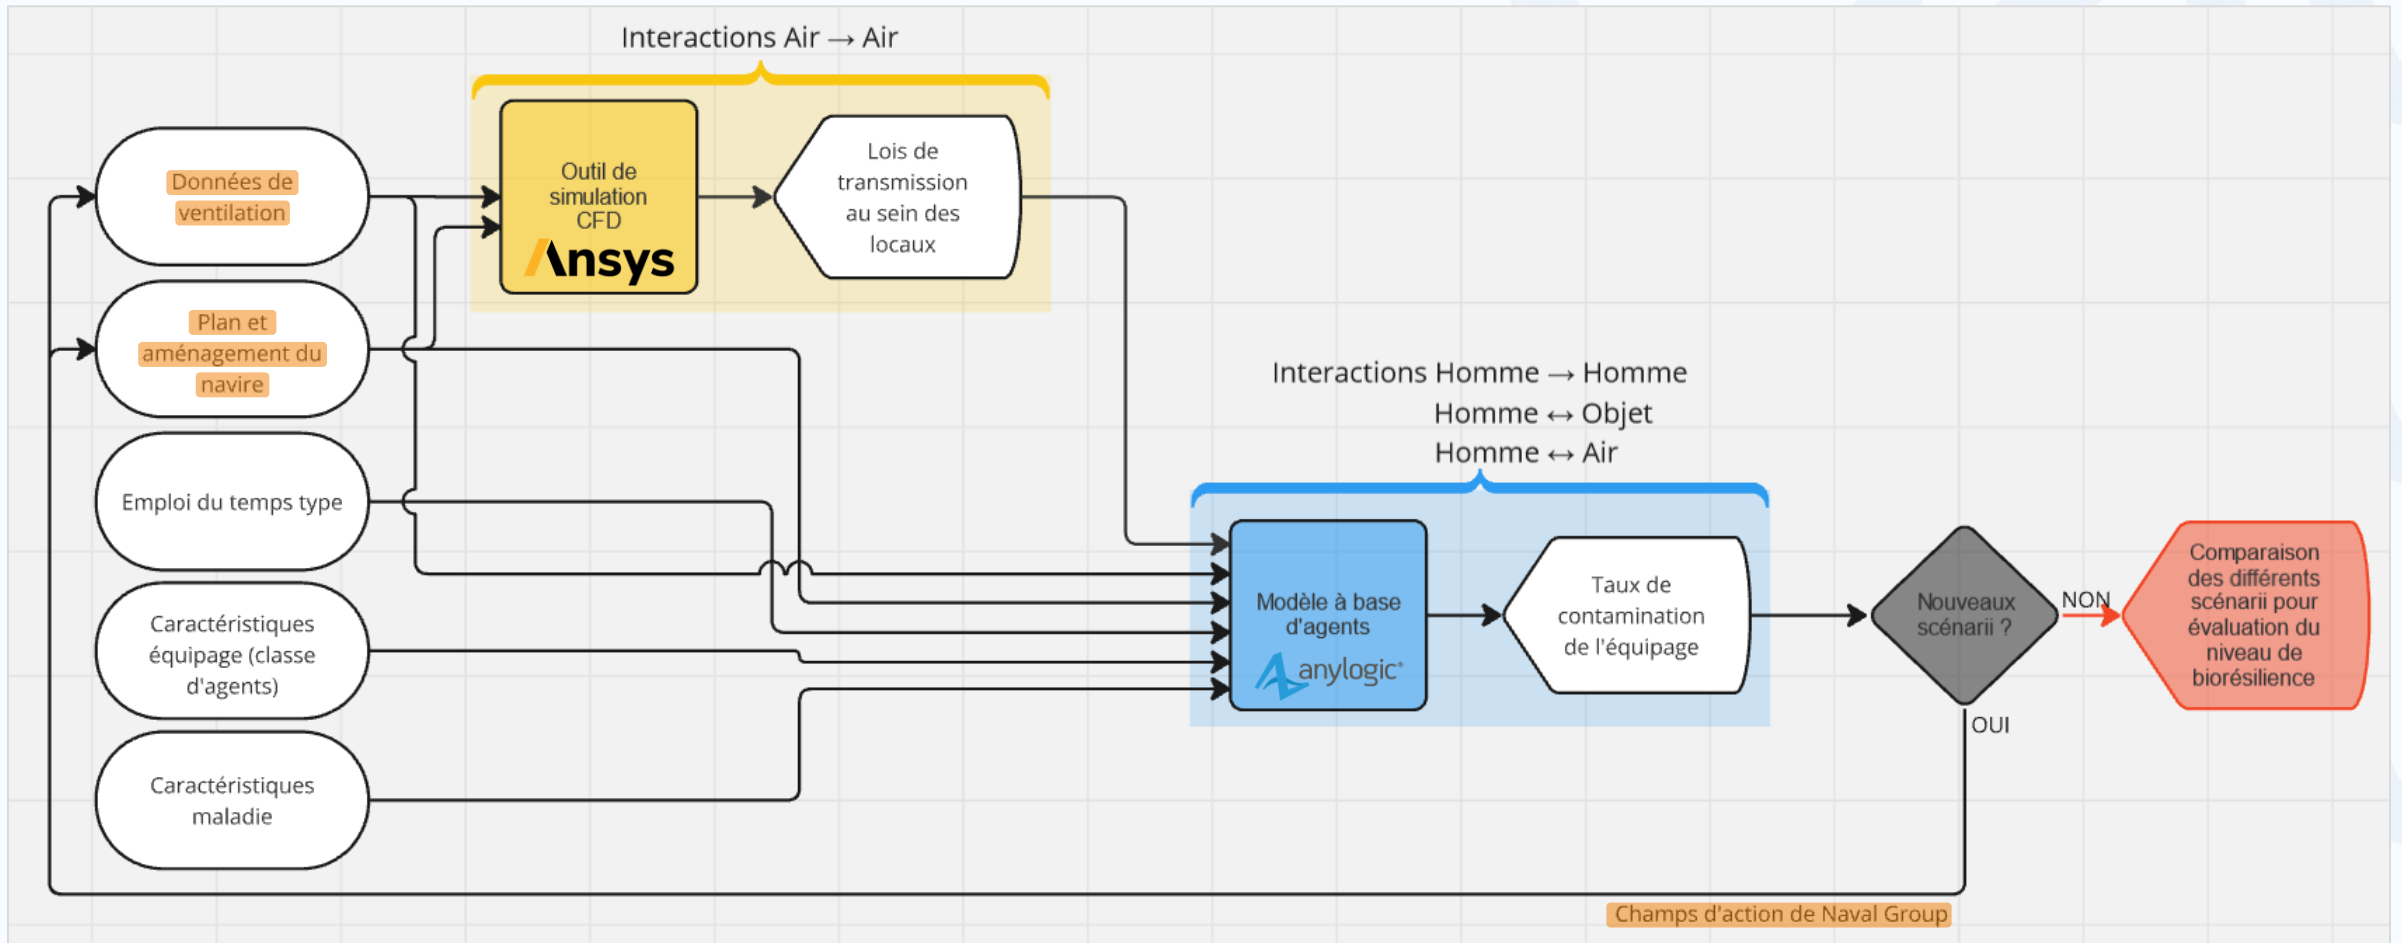 Interactions Air → Air
Données de
ventilation
Outil de
simulation
CFD
Ansys
Lois de
transmission
au sein des
locaux
Plan et
aménagement du
navire
Emploi du temps type
Caractéristiques
équipage (classe
d'agents)
Caractéristiques
maladie
Interactions Homme → Homme
Homme ↔ Objet
Homme ↔ Air
Modèle à base
d'agents
anylogic®
Taux de
contamination
de l'équipage
Nouveaux
scénarii ?
NON
OUI
Comparaison
des différents
scénarii pour
évaluation du
niveau de
biorésilience
Champs d'action de Naval Group